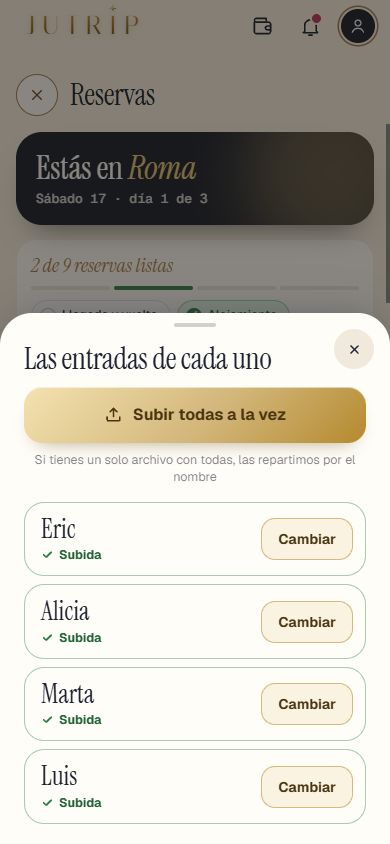 JUTRIP
Reservas
Estás en Roma
Sábado 17 · día 1 de 3
2 de 9 reservas listas
Las entradas de cada uno
Subir todas a la vez
Si tienes un solo archivo con todas, las repartimos por el
nombre
Eric
Subida
Cambiar
Alicia
Subida
Cambiar
Marta
Subida
Cambiar
Luis
Subida
Cambiar